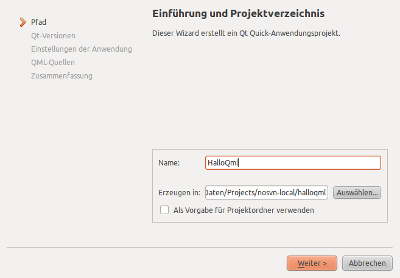 Einführung und Projektverzeichnis
Pfad
Qt-Versionen
Einstellungen der Anwendung
QML-Quellen
Zusammenfassung
Dieser Wizard erstellt ein Qt Quick-Anwendungsprojekt.
Name:
HalloQml
Erzeugen in:
Daten/Projects/nosvn-local/halloqml
Auswählen...
Als Vorgabe für Projektordner verwenden
Weiter >
Abbrechen